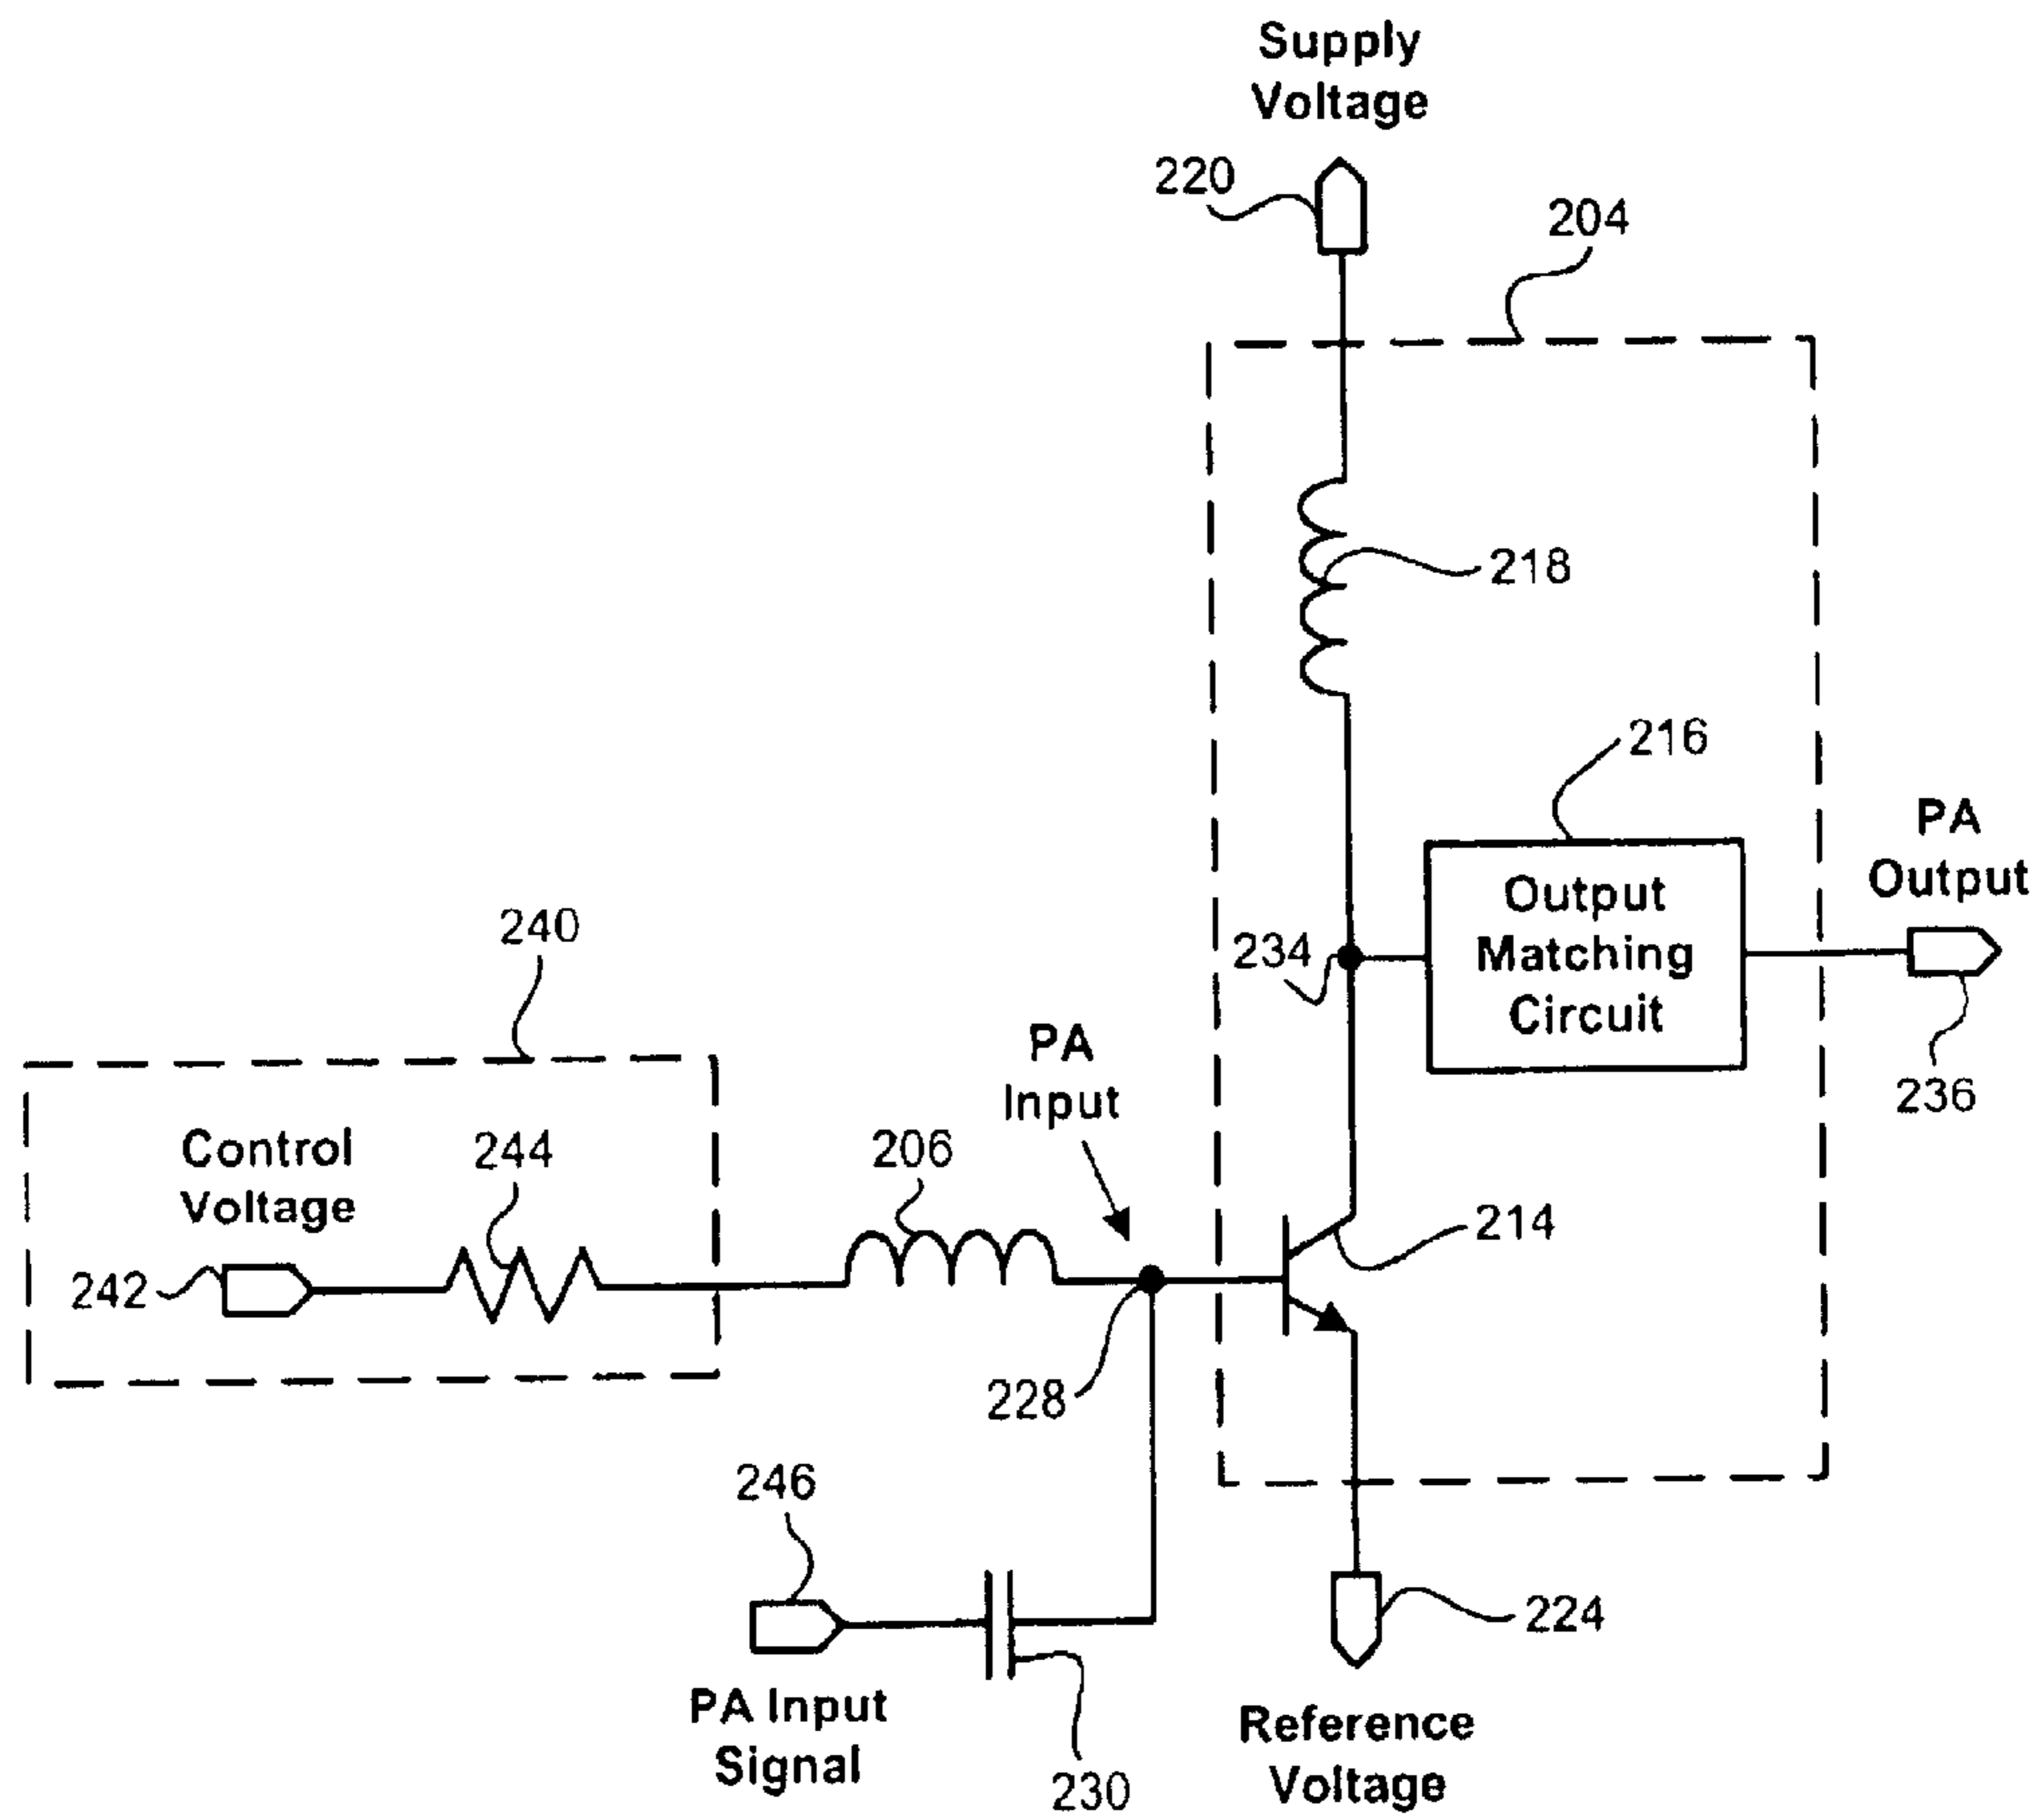 Supply
Voltage
220
204
218
216
PA
Output
Output
Matching
Circuit
234
236
240
PA
Input
Control
Voltage
244
206
242
214
228
246
224
PA Input
Signal
230
Reference
Voltage